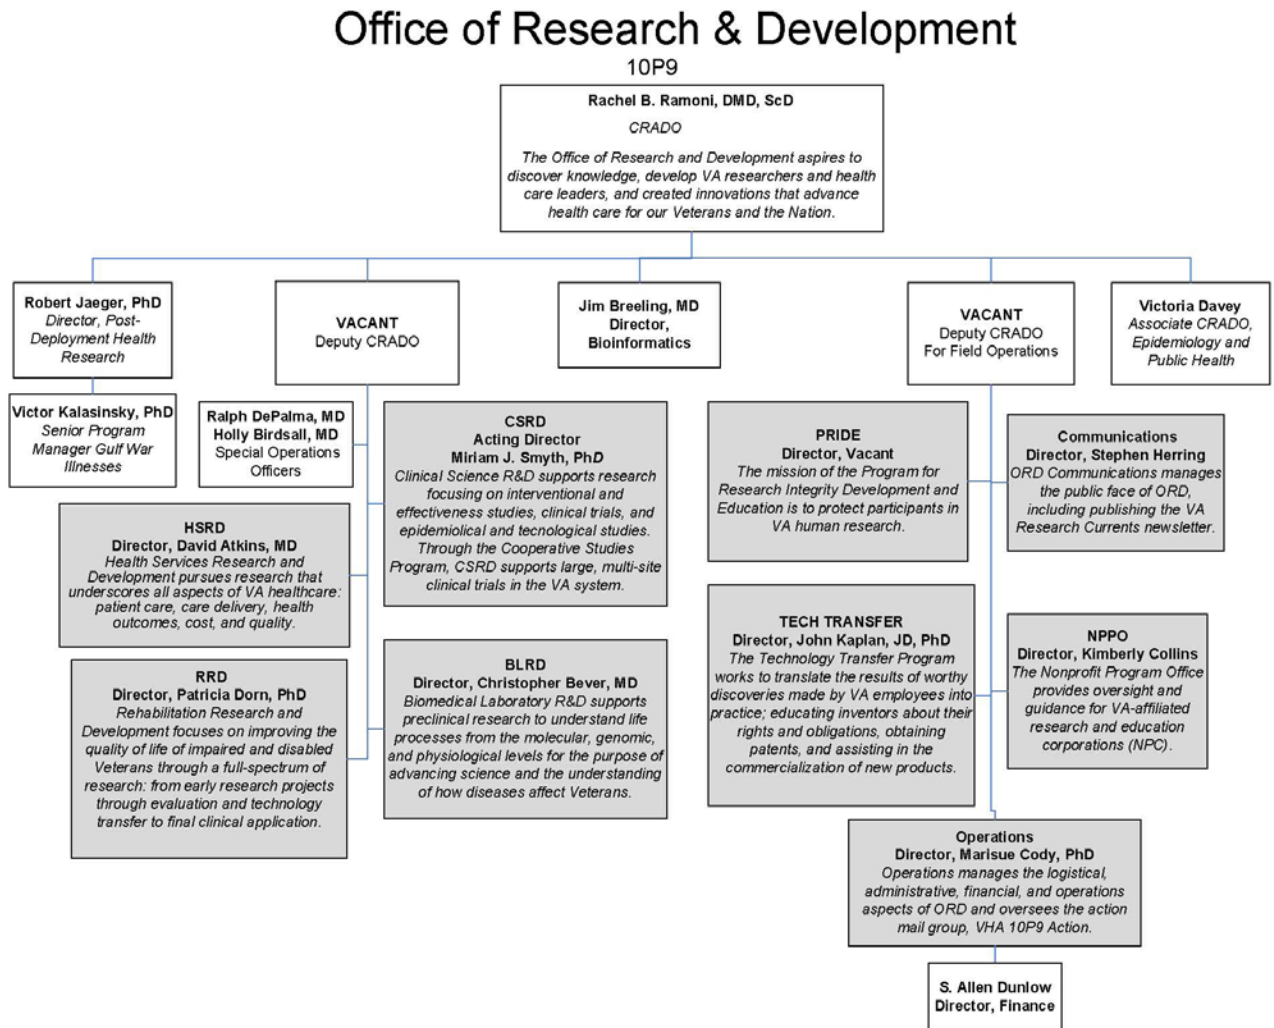 Office of Research & Development
10P9
Rachel B. Ramoni, DMD, ScD
CRADO
The Office of Research and Development aspires to
discover knowledge, develop VA researchers and health
care leaders, and created innovations that advance
health care for our Veterans and the Nation.
Robert Jaeger, PhD
Director, Post-
Deployment Health
Research
VACANT
Deputy CRADO
Jim Breeling, MD
Director,
Bioinformatics
VACANT
Deputy CRADO
For Field Operations
Victoria Davey
Associate CRADO,
Epidemiology and
Public Health
Victor Kalasinsky, PhD
Senior Program
Manager Gulf War
Illnesses
Ralph DePalma, MD
Holly Birdsall, MD
Special Operations
Officers
CSRD
Acting Director
Miriam J. Smyth, PhD
Clinical Science R&D supports research
focusing on interventional and
effectiveness studies, clinical trials, and
epidemiolical and tecnological studies.
Through the Cooperative Studies
Program, CSRD supports large, multi-site
clinical trials in the VA system.
PRIDE
Director, Vacant
The mission of the Program for
Research Integrity Development and
Education is to protect participants in
VA human research.
Communications
Director, Stephen Herring
ORD Communications manages
the public face of ORD,
including publishing the VA
Research Currents newsletter.
HSRD
Director, David Atkins, MD
Health Services Research and
Development pursues research that
underscores all aspects of VA healthcare:
patient care, care delivery, health
outcomes, cost, and quality.
TECH TRANSFER
Director, John Kaplan, JD, PhD
The Technology Transfer Program
works to translate the results of worthy
discoveries made by VA employees into
practice; educating inventors about their
rights and obligations, obtaining
patents, and assisting in the
commercialization of new products.
NPPO
Director, Kimberly Collins
The Nonprofit Program Office
provides oversight and
guidance for VA-affiliated
research and education
corporations (NPC).
RRD
Director, Patricia Dorn, PhD
Rehabilitation Research and
Development focuses on improving the
quality of life of impaired and disabled
Veterans through a full-spectrum of
research: from early research projects
through evaluation and technology
transfer to final clinical application.
BLRD
Director, Christopher Bever, MD
Biomedical Laboratory R&D supports
preclinical research to understand life
processes from the molecular, genomic,
and physiological levels for the purpose of
advancing science and the understanding
of how diseases affect Veterans.
Operations
Director, Marisue Cody, PhD
Operations manages the logistical,
administrative, financial, and operations
aspects of ORD and oversees the action
mail group, VHA 10P9 Action.
S. Allen Dunlow
Director, Finance